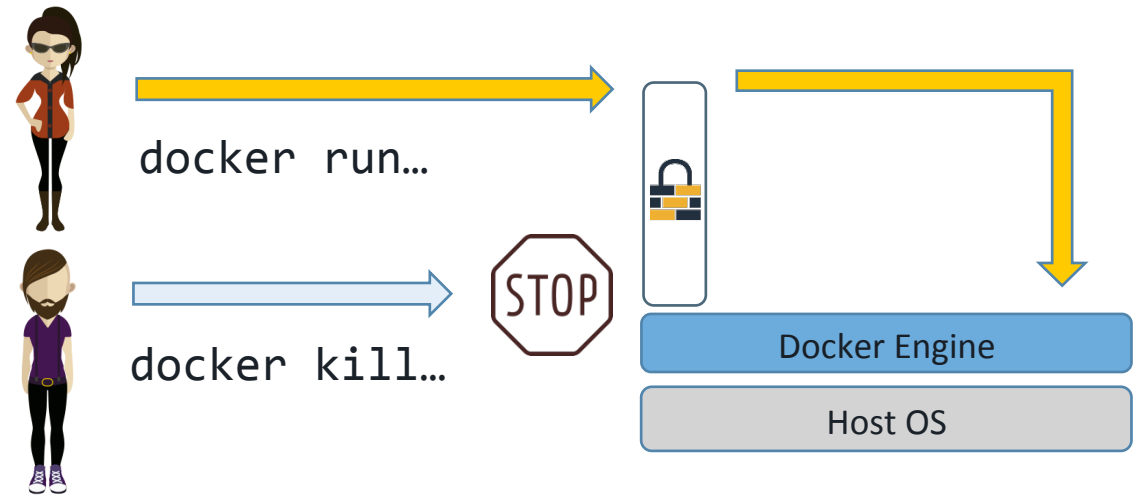 docker run…
STOP
docker kill…
Docker Engine
Host OS